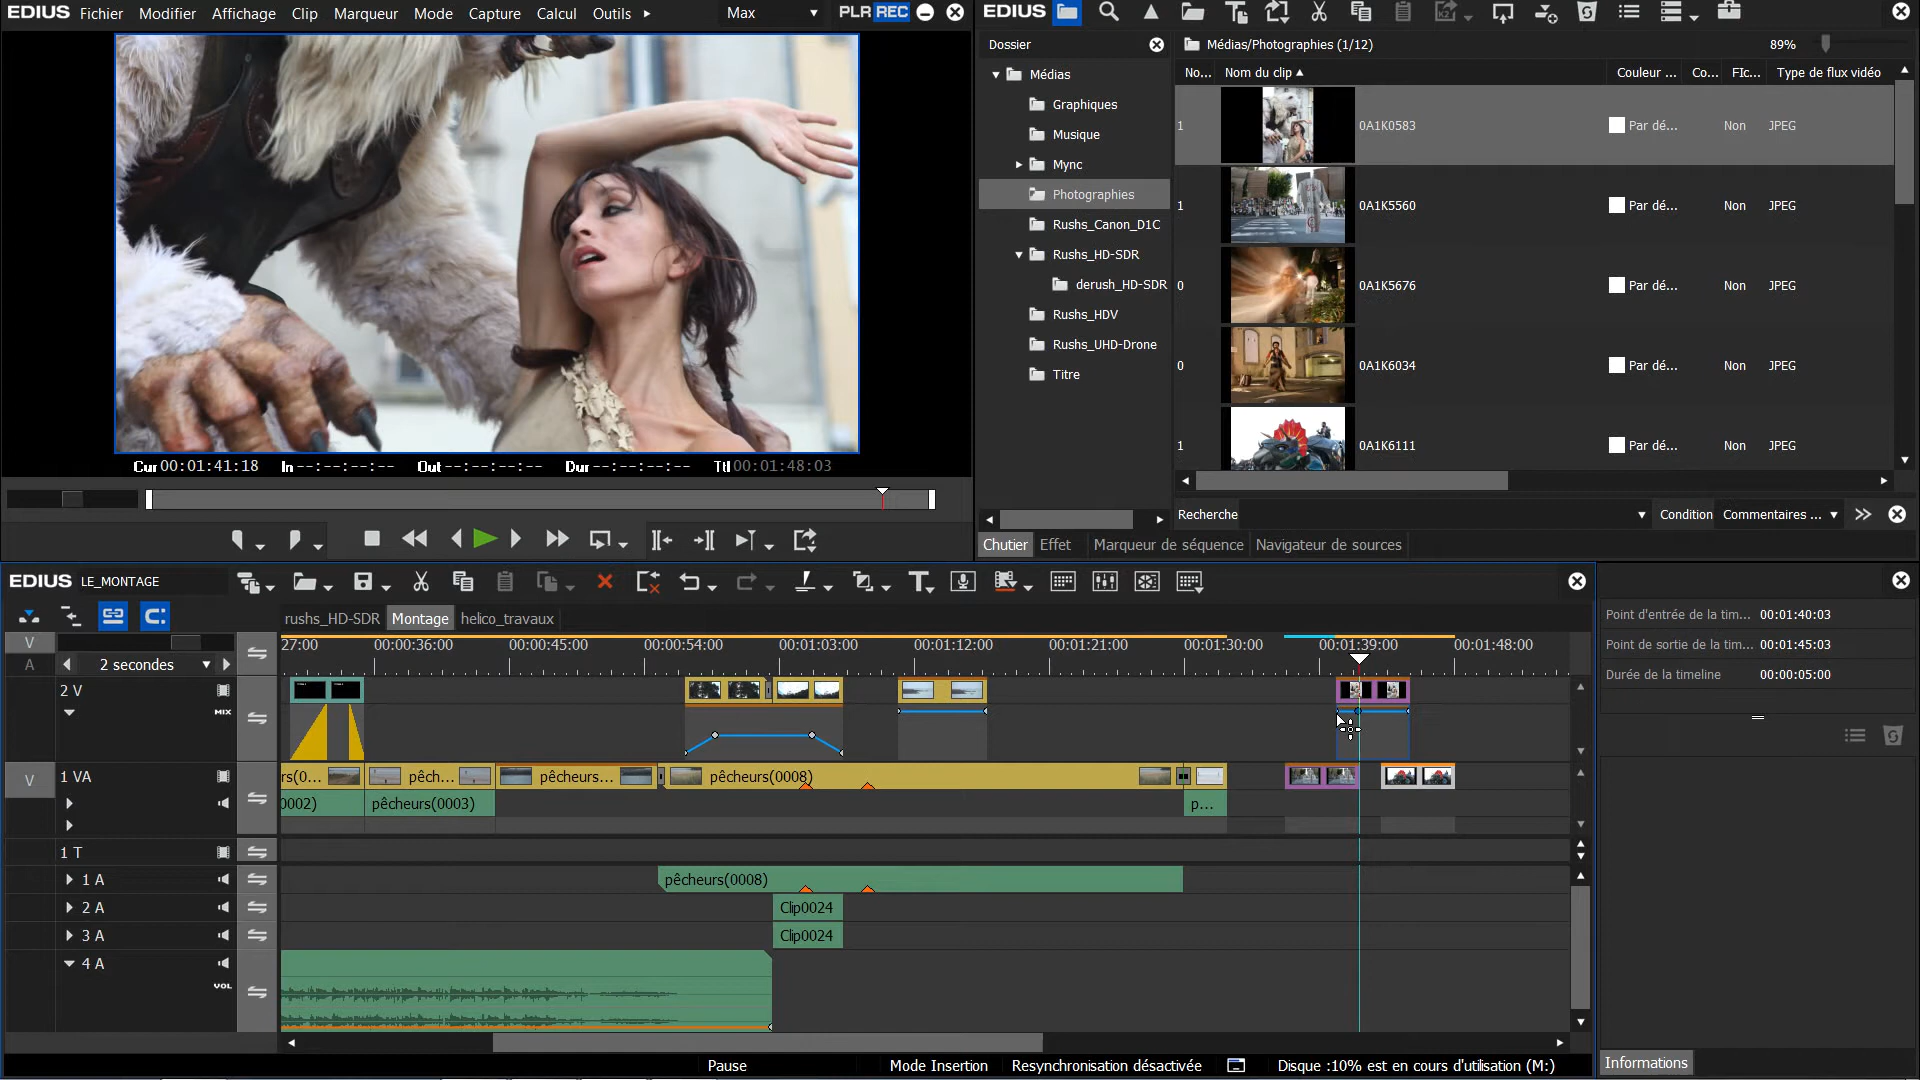 EDIUS Fichier Modifier Affichage Clip Marqueur Mode Capture Calcul Outils Max PLR REC
Cur 00:01:41:18 In --:--:--:-- Out --:--:--:-- Dur --:--:--:-- Ttl 00:01:48:03
EDIUS
Dossier
Médias
Graphiques
Musique
Mync
Photographies
Rushs_Canon_D1C
Rushs_HD-SDR
derush_HD-SDR
Rushs_HDV
Rushs_UHD-Drone
Titre
Médias/Photographies (1/12) 89%
No... Nom du clip Couleur ... Co... FIc... Type de flux vidéo
1 0A1K0583 Par dé... Non JPEG
1 0A1K5560 Par dé... Non JPEG
0 0A1K5676 Par dé... Non JPEG
0 0A1K6034 Par dé... Non JPEG
1 0A1K6111 Par dé... Non JPEG
Recherche Condition Commentaires ...
Chutier Effet Marqueur de séquence Navigateur de sources
EDIUS LE_MONTAGE
rushs_HD-SDR Montage helico_travaux
V
A 2 secondes
27:00 00:00:36:00 00:00:45:00 00:00:54:00 00:01:03:00 00:01:12:00 00:01:21:00 00:01:30:00 00:01:39:00 00:01:48:00
2 V
MIX
V 1 VA
rs(0... pêch... pêcheurs... pêcheurs(0008)
0002) pêcheurs(0003) p...
1 T
1 A pêcheurs(0008)
2 A Clip0024
3 A Clip0024
4 A
VOL
Point d'entrée de la tim... 00:01:40:03
Point de sortie de la tim... 00:01:45:03
Durée de la timeline 00:00:05:00
Informations
Pause Mode Insertion Resynchronisation désactivée Disque :10% est en cours d'utilisation (M:)